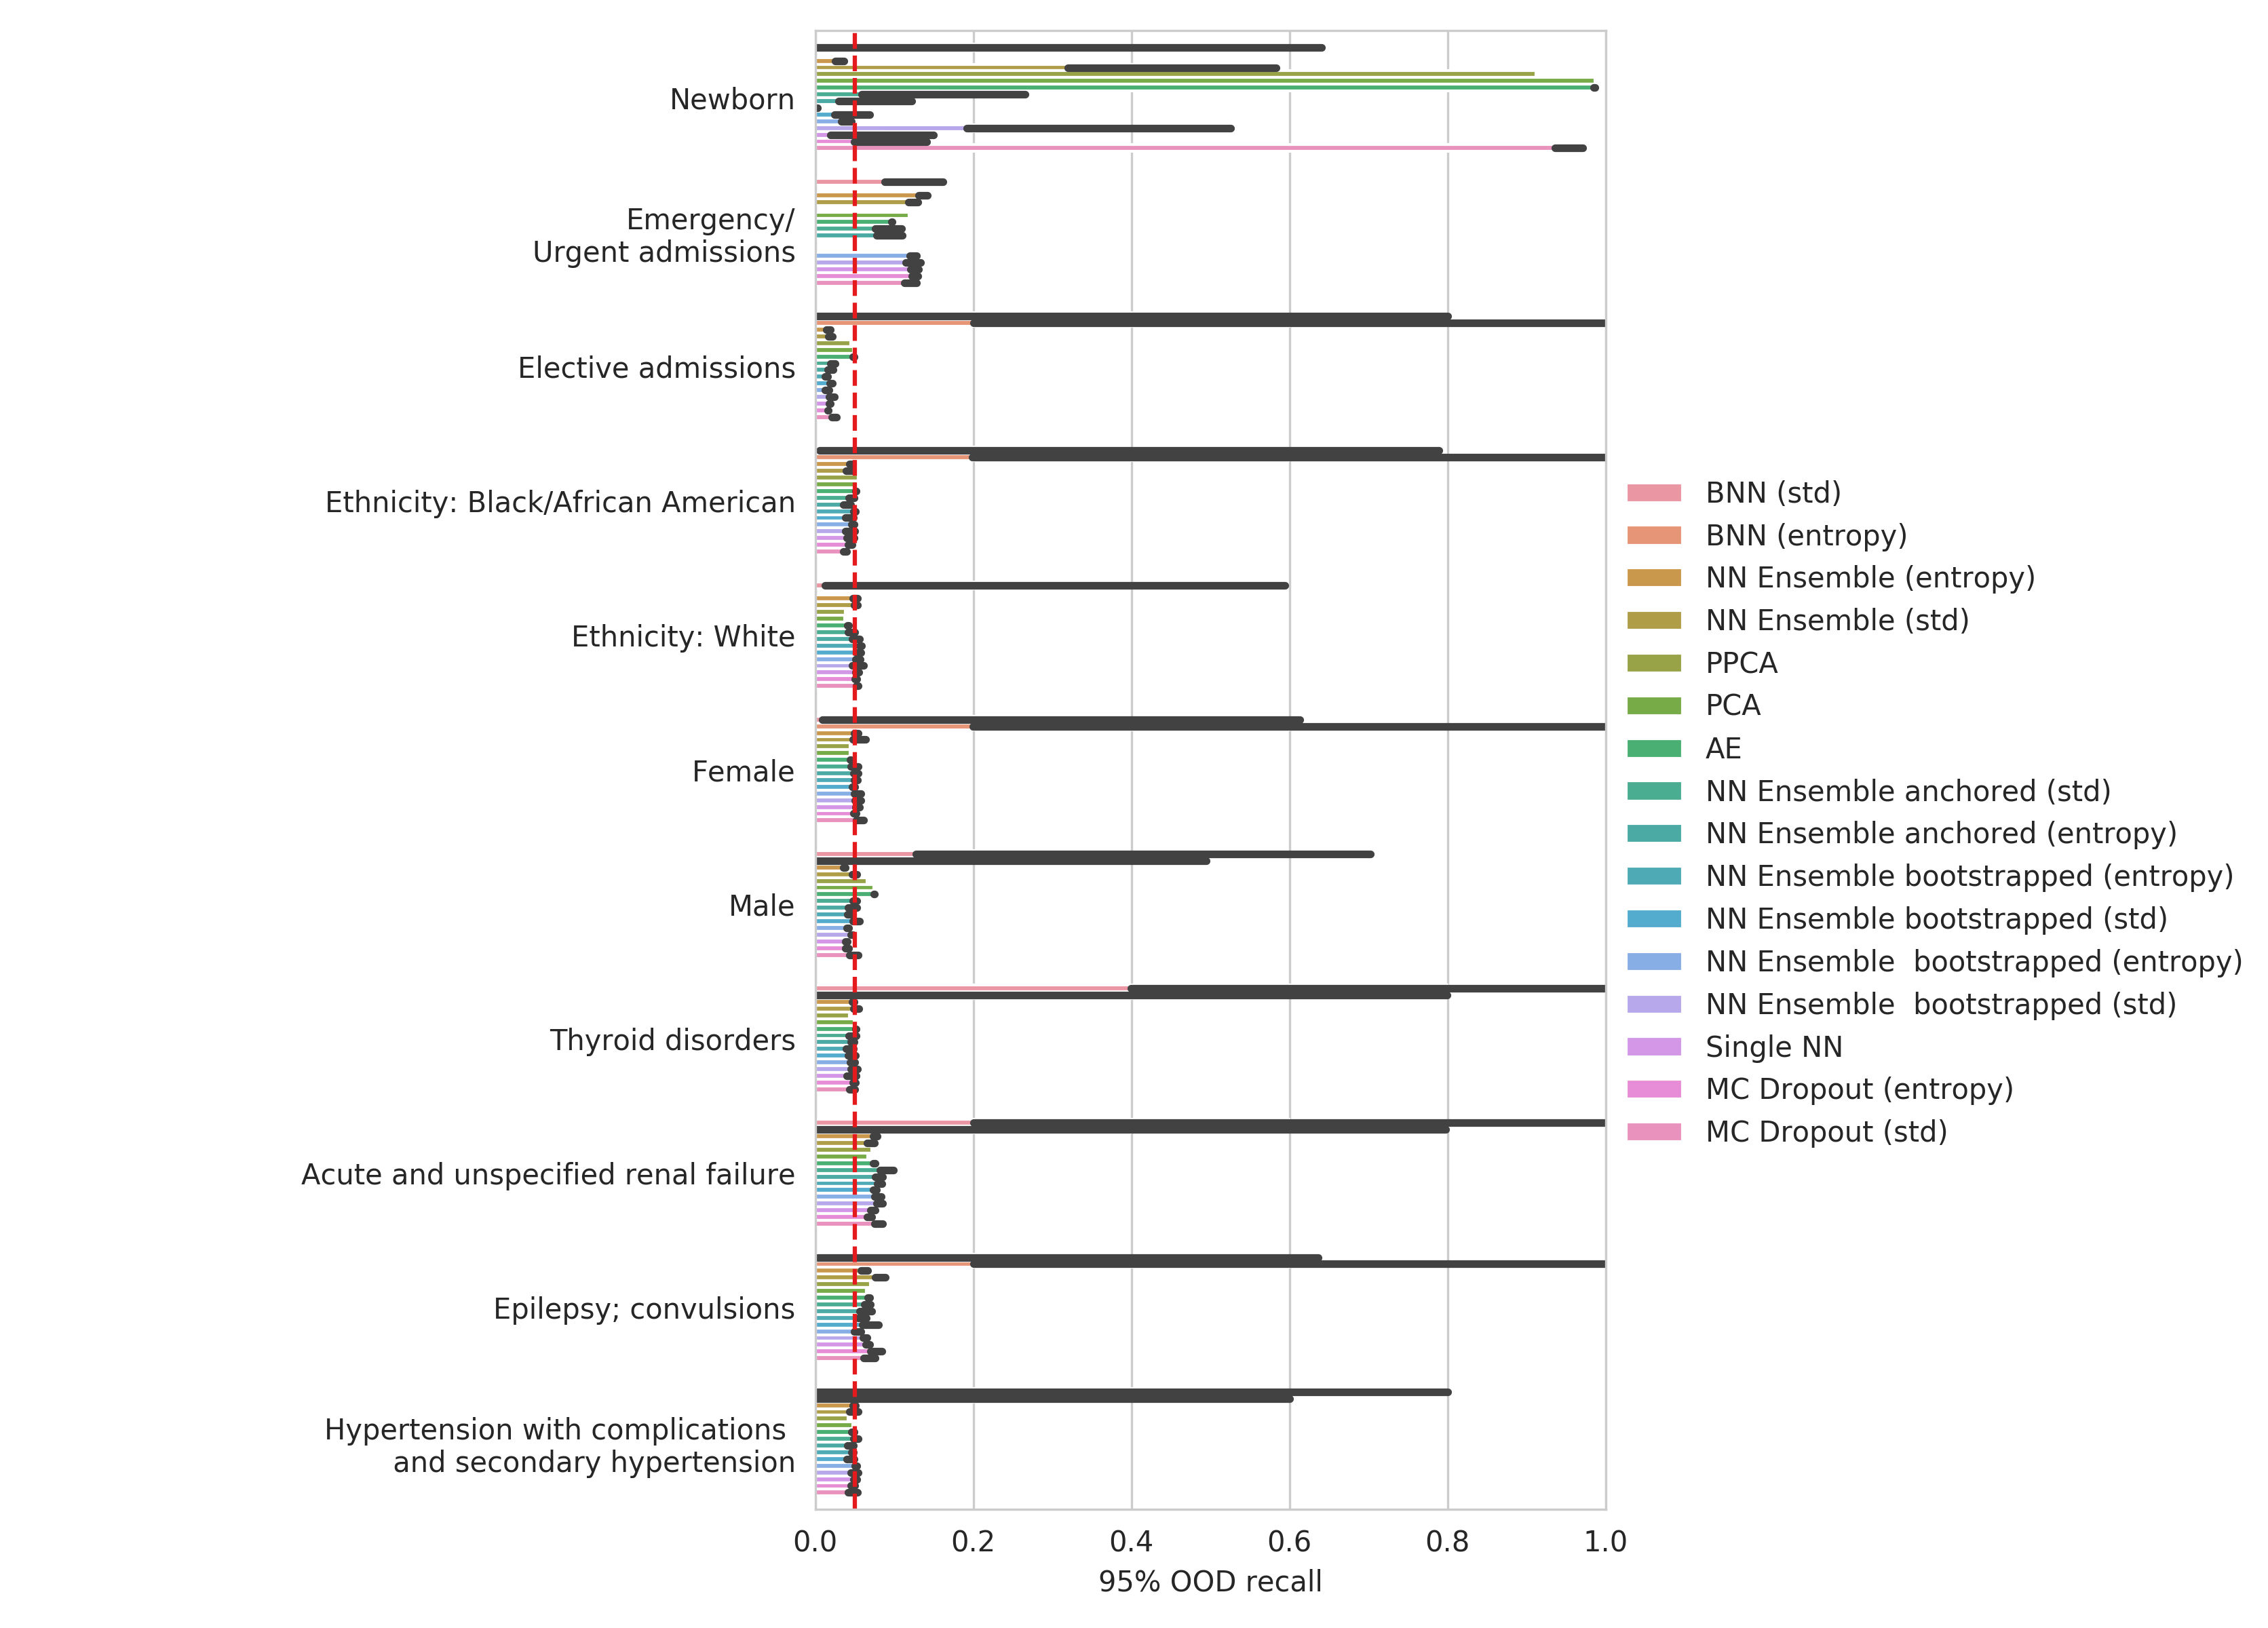 Newborn
Emergency/
Urgent admissions
Elective admissions
Ethnicity: Black/African American
Ethnicity: White
Female
Male
Thyroid disorders
Acute and unspecified renal failure
Epilepsy; convulsions
Hypertension with complications
and secondary hypertension
0.0 0.2 0.4 0.6 0.8 1.0
95% OOD recall
BNN (std)
BNN (entropy)
NN Ensemble (entropy)
NN Ensemble (std)
PPCA
PCA
AE
NN Ensemble anchored (std)
NN Ensemble anchored (entropy)
NN Ensemble bootstrapped (entropy)
NN Ensemble bootstrapped (std)
NN Ensemble  bootstrapped (entropy)
NN Ensemble  bootstrapped (std)
Single NN
MC Dropout (entropy)
MC Dropout (std)